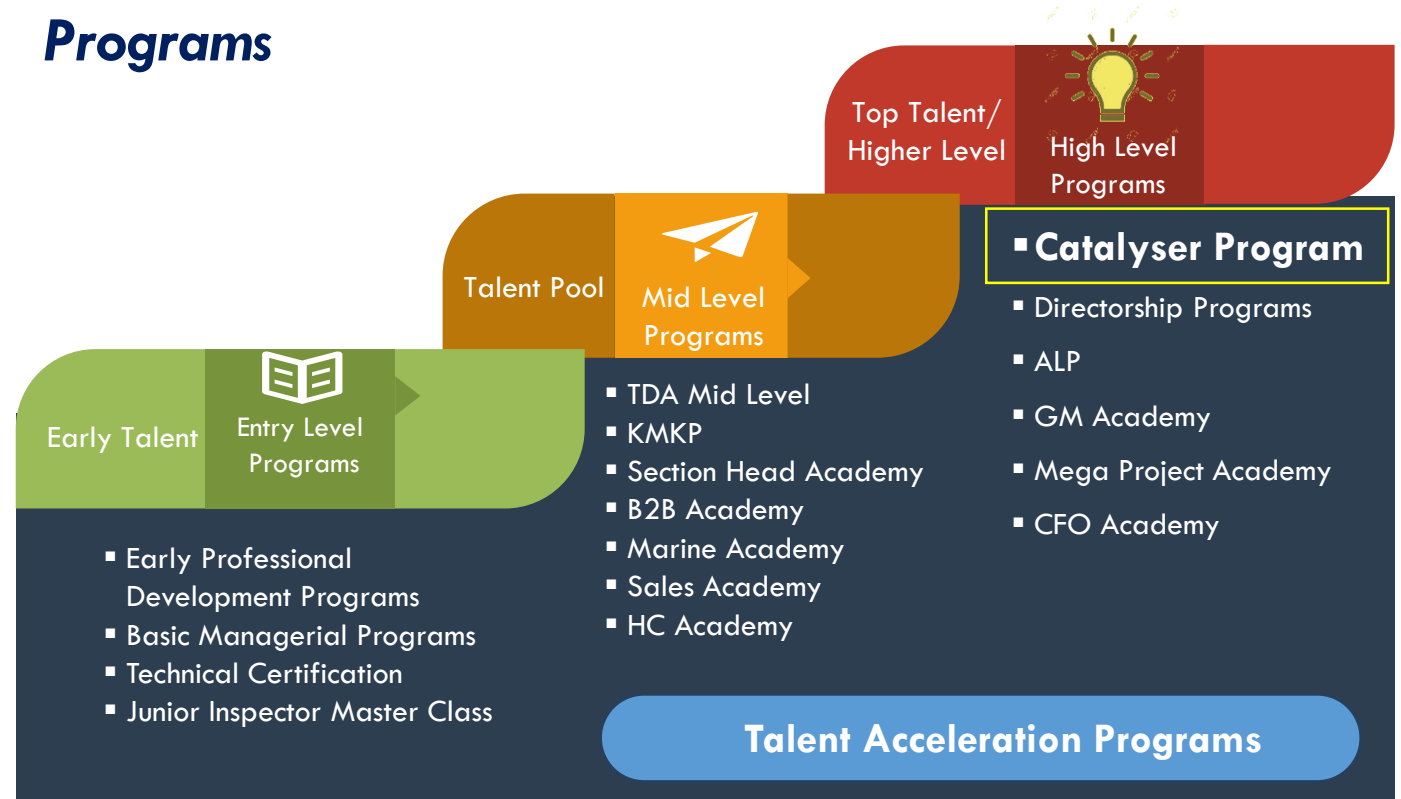 Programs
Top Talent/
Higher Level
High Level
Programs
▪ Catalyser Program
▪ Directorship Programs
▪ ALP
▪ GM Academy
▪ Mega Project Academy
▪ CFO Academy
Talent Pool
Mid Level
Programs
▪ TDA Mid Level
▪ KMKP
▪ Section Head Academy
▪ B2B Academy
▪ Marine Academy
▪ Sales Academy
▪ HC Academy
Early Talent
Entry Level
Programs
▪ Early Professional
Development Programs
▪ Basic Managerial Programs
▪ Technical Certification
▪ Junior Inspector Master Class
Talent Acceleration Programs